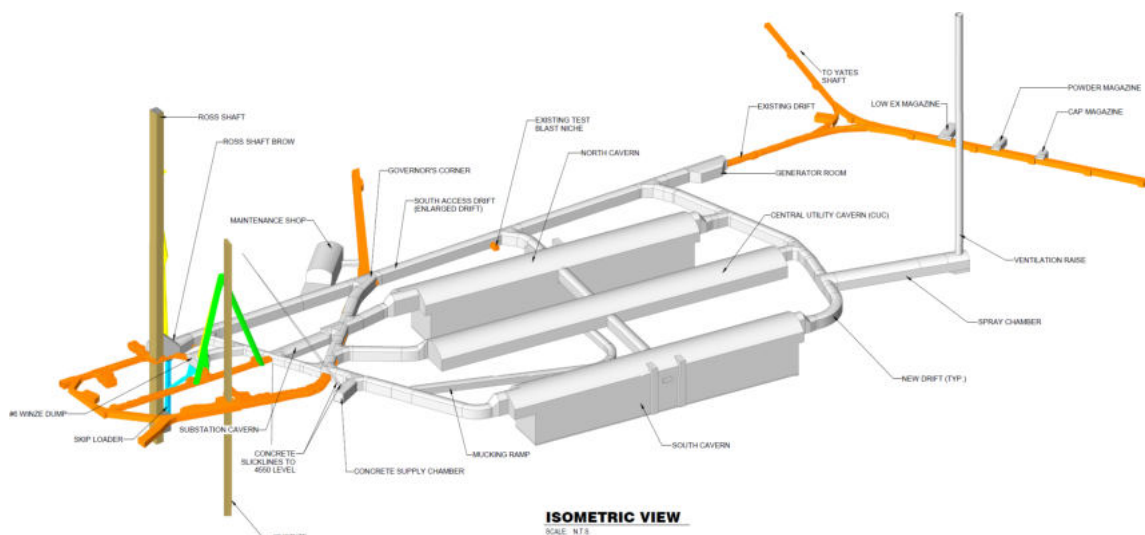 TO YATES
SHAFT
POWDER MAGAZINE
LOW EX MAGAZINE
CAP MAGAZINE
EXISTING DRIFT
ROSS SHAFT
EXISTING TEST
BLAST NICHE
ROSS SHAFT BROW
NORTH CAVERN
GOVERNOR'S CORNER
GENERATOR ROOM
SOUTH ACCESS DRIFT
(ENLARGED DRIFT)
MAINTENANCE SHOP
CENTRAL UTILITY CAVERN (CUC)
VENTILATION RAISE
SPRAY CHAMBER
NEW DRIFT (TYP.)
#6 WINZE DUMP
SUBSTATION CAVERN
SKIP LOADER
SOUTH CAVERN
CONCRETE
SLICKLINES TO
4550 LEVEL
MUCKING RAMP
CONCRETE SUPPLY CHAMBER
ISOMETRIC VIEW
SCALE: N.T.S